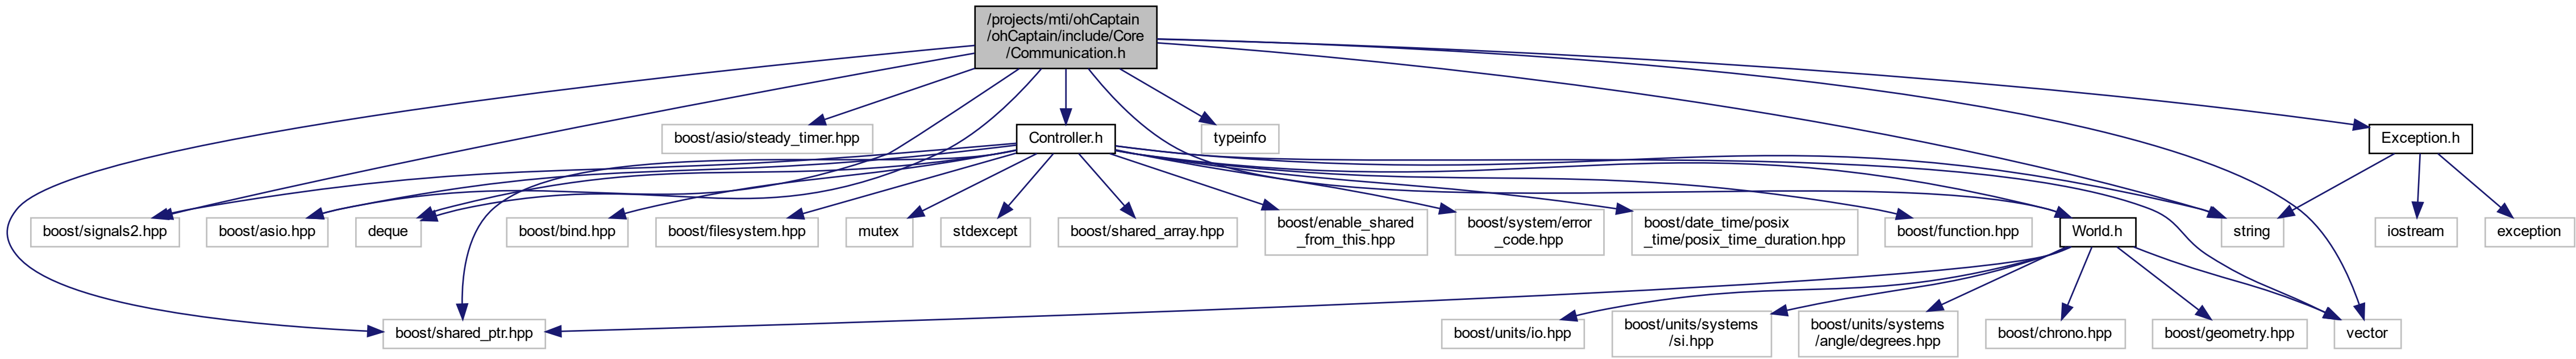 /projects/mti/ohCaptain
/ohCaptain/include/Core
/Communication.h
boost/asio/steady_timer.hpp
Controller.h
typeinfo
Exception.h
boost/signals2.hpp
boost/asio.hpp
deque
boost/bind.hpp
boost/filesystem.hpp
mutex
stdexcept
boost/shared_array.hpp
boost/enable_shared
_from_this.hpp
boost/system/error
_code.hpp
boost/date_time/posix
_time/posix_time_duration.hpp
boost/function.hpp
World.h
string
iostream
exception
boost/shared_ptr.hpp
boost/units/io.hpp
boost/units/systems
/si.hpp
boost/units/systems
/angle/degrees.hpp
boost/chrono.hpp
boost/geometry.hpp
vector